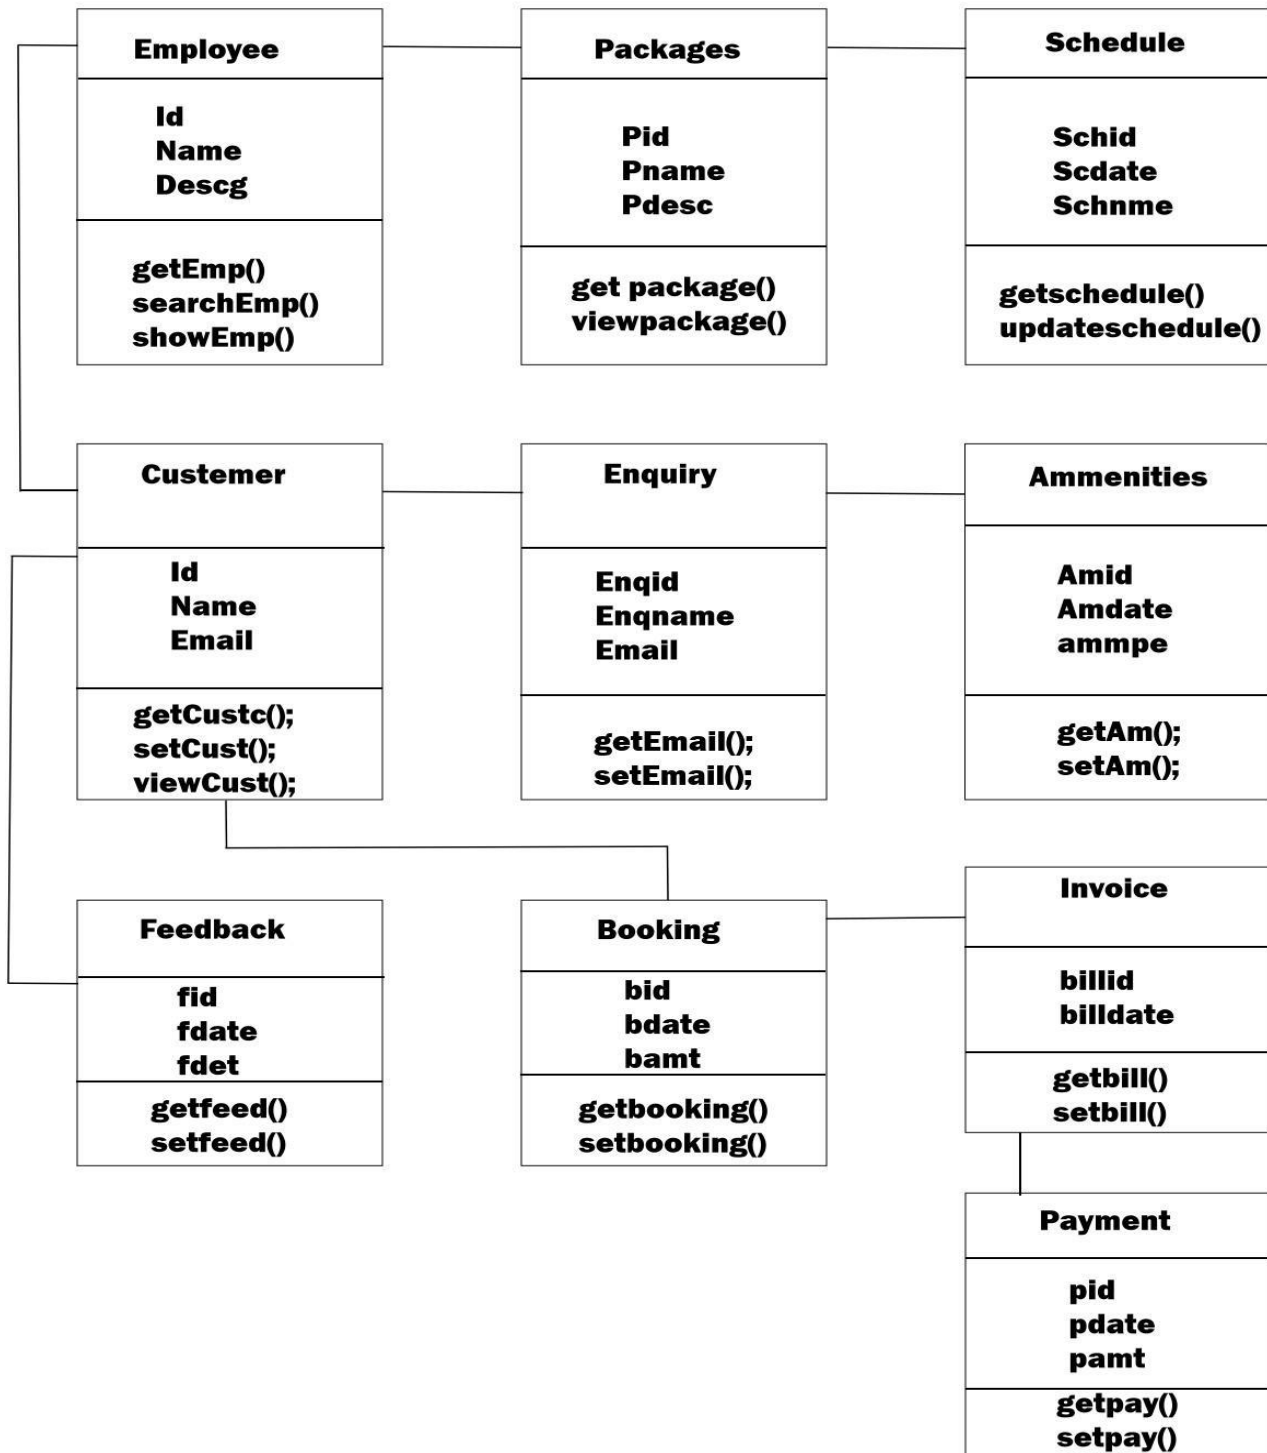 Employee
Id
Name
Descg
getEmp()
searchEmp()
showEmp()
Packages
Pid
Pname
Pdesc
get package()
viewpackage()
Schedule
Schid
Scdate
Schnme
getschedule()
updateschedule()
Custemer
Id
Name
Email
getCustc();
setCust();
viewCust();
Enquiry
Enqid
Enqname
Email
getEmail();
setEmail();
Ammenities
Amid
Amdate
ammpe
getAm();
setAm();
Feedback
fid
fdate
fdet
getfeed()
setfeed()
Booking
bid
bdate
bamt
getbooking()
setbooking()
Invoice
billid
billdate
getbill()
setbill()
Payment
pid
pdate
pamt
getpay()
setpay()